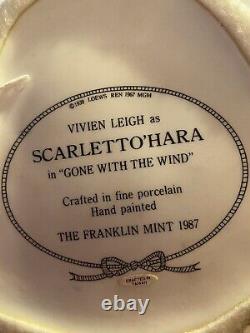 ©1939 LOEWS REN 1967 MGM
VIVIEN LEIGH as
SCARLETT O'HARA
in "GONE WITH THE WIND"
Crafted in fine porcelain
Hand painted
THE FRANKLIN MINT 1987